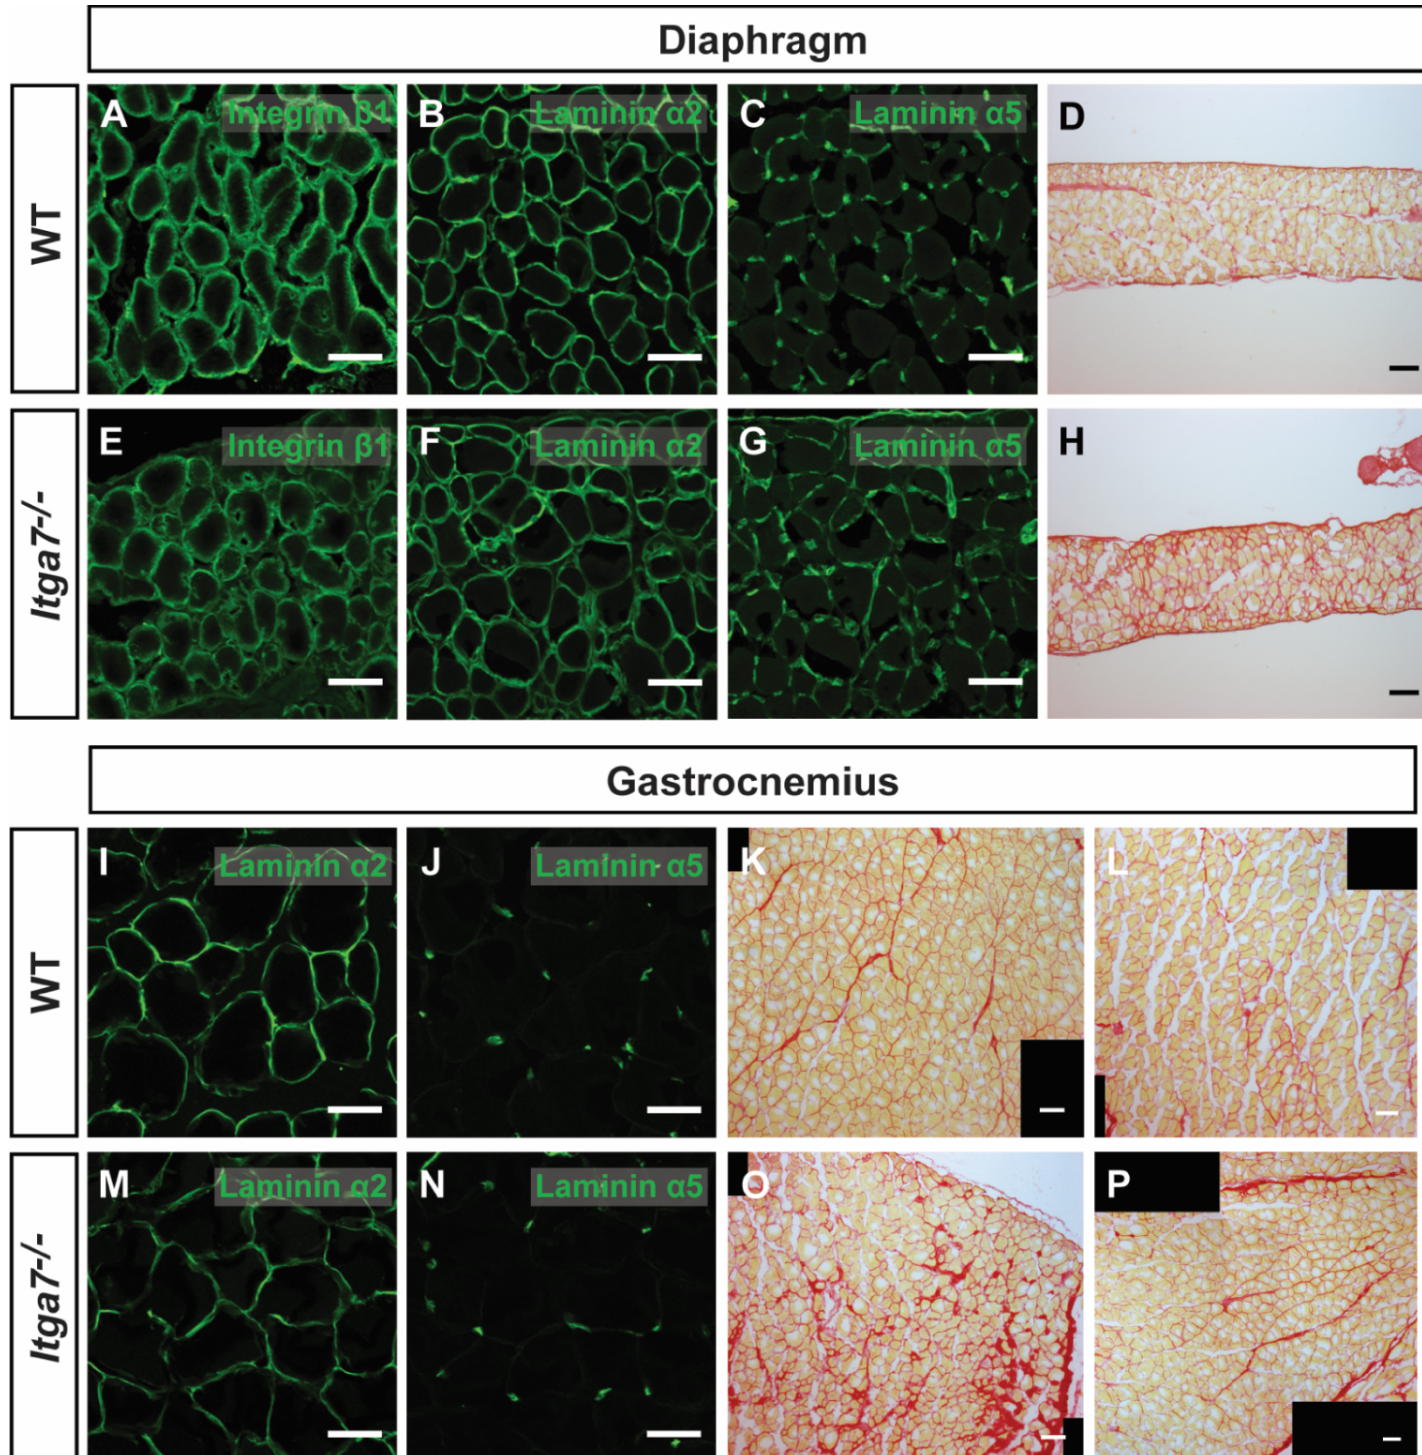 Diaphragm
WT
A Integrin β1
B Laminin α2
C Laminin α5
D
Itga7-/-
E Integrin β1
F Laminin α2
G Laminin α5
H
Gastrocnemius
WT
I Laminin α2
J Laminin α5
K
L
Itga7-/-
M Laminin α2
N Laminin α5
O
P